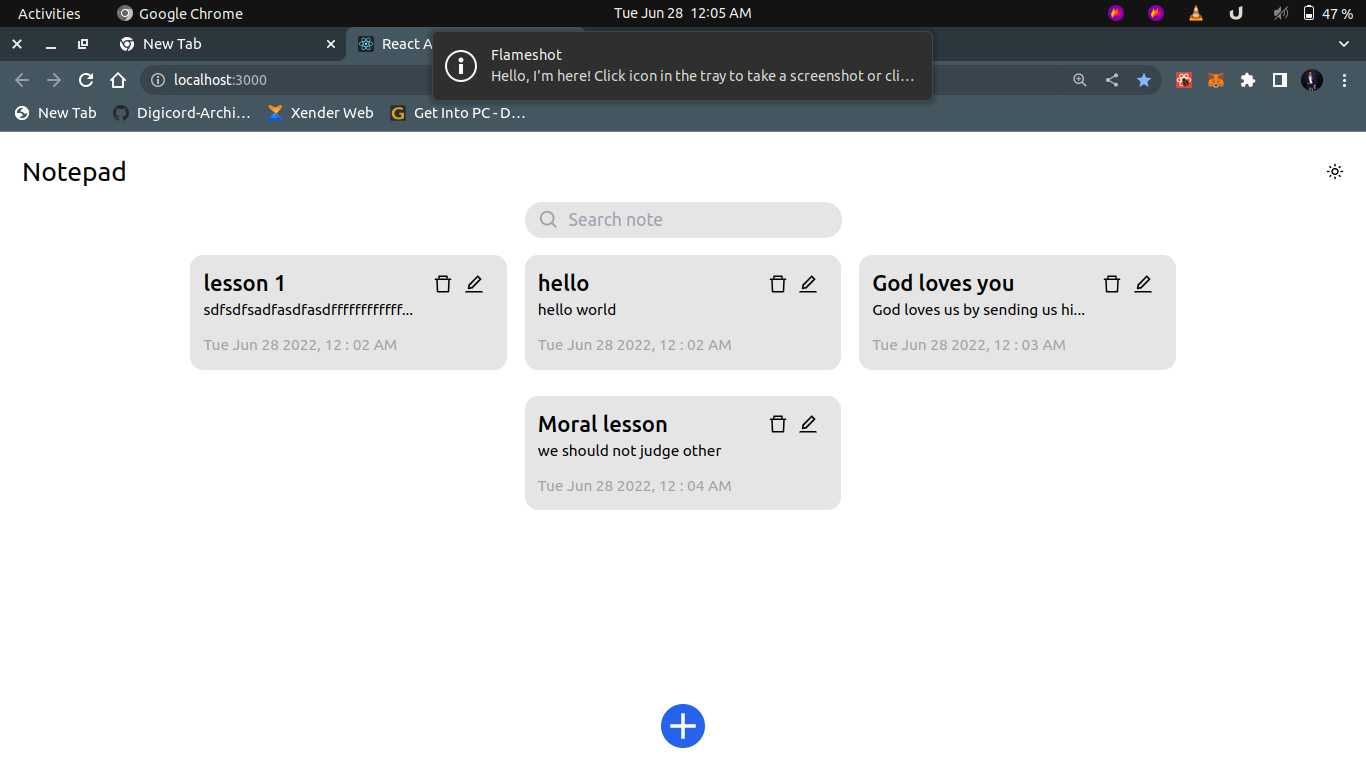 Activities
Google Chrome
Tue Jun 28 12:05 AM
47 %
New Tab
React A
Flameshot
Hello, I'm here! Click icon in the tray to take a screenshot or cli…
localhost:3000
New Tab
Digicord-Archi…
Xender Web
Get Into PC - D…
Notepad
Search note
lesson 1
sdfsdfsadfasdfasdffffffffffff...
Tue Jun 28 2022, 12 : 02 AM
hello
hello world
Tue Jun 28 2022, 12 : 02 AM
God loves you
God loves us by sending us hi...
Tue Jun 28 2022, 12 : 03 AM
Moral lesson
we should not judge other
Tue Jun 28 2022, 12 : 04 AM